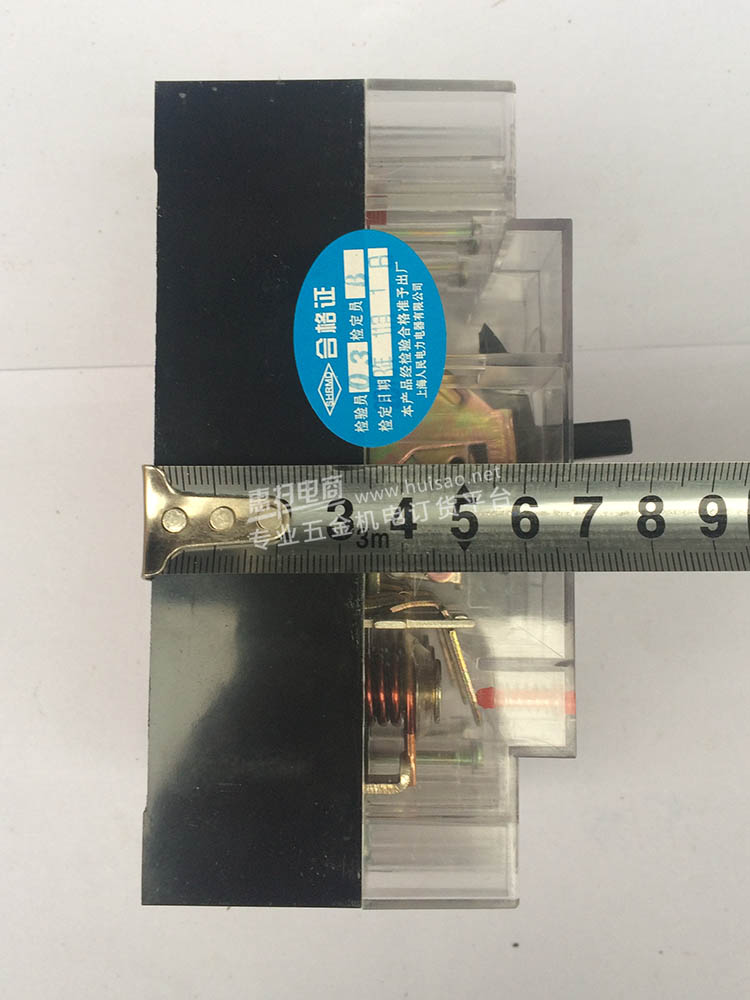 SHRMD
合格证
检验员 03 检定员 B
检定日期
本产品经检验合格准予出厂
上海人民电力电器有限公司
惠扫电商 www.huisao.net
专业五金机电订货平台
3 4 5 6 7 8 9
3m